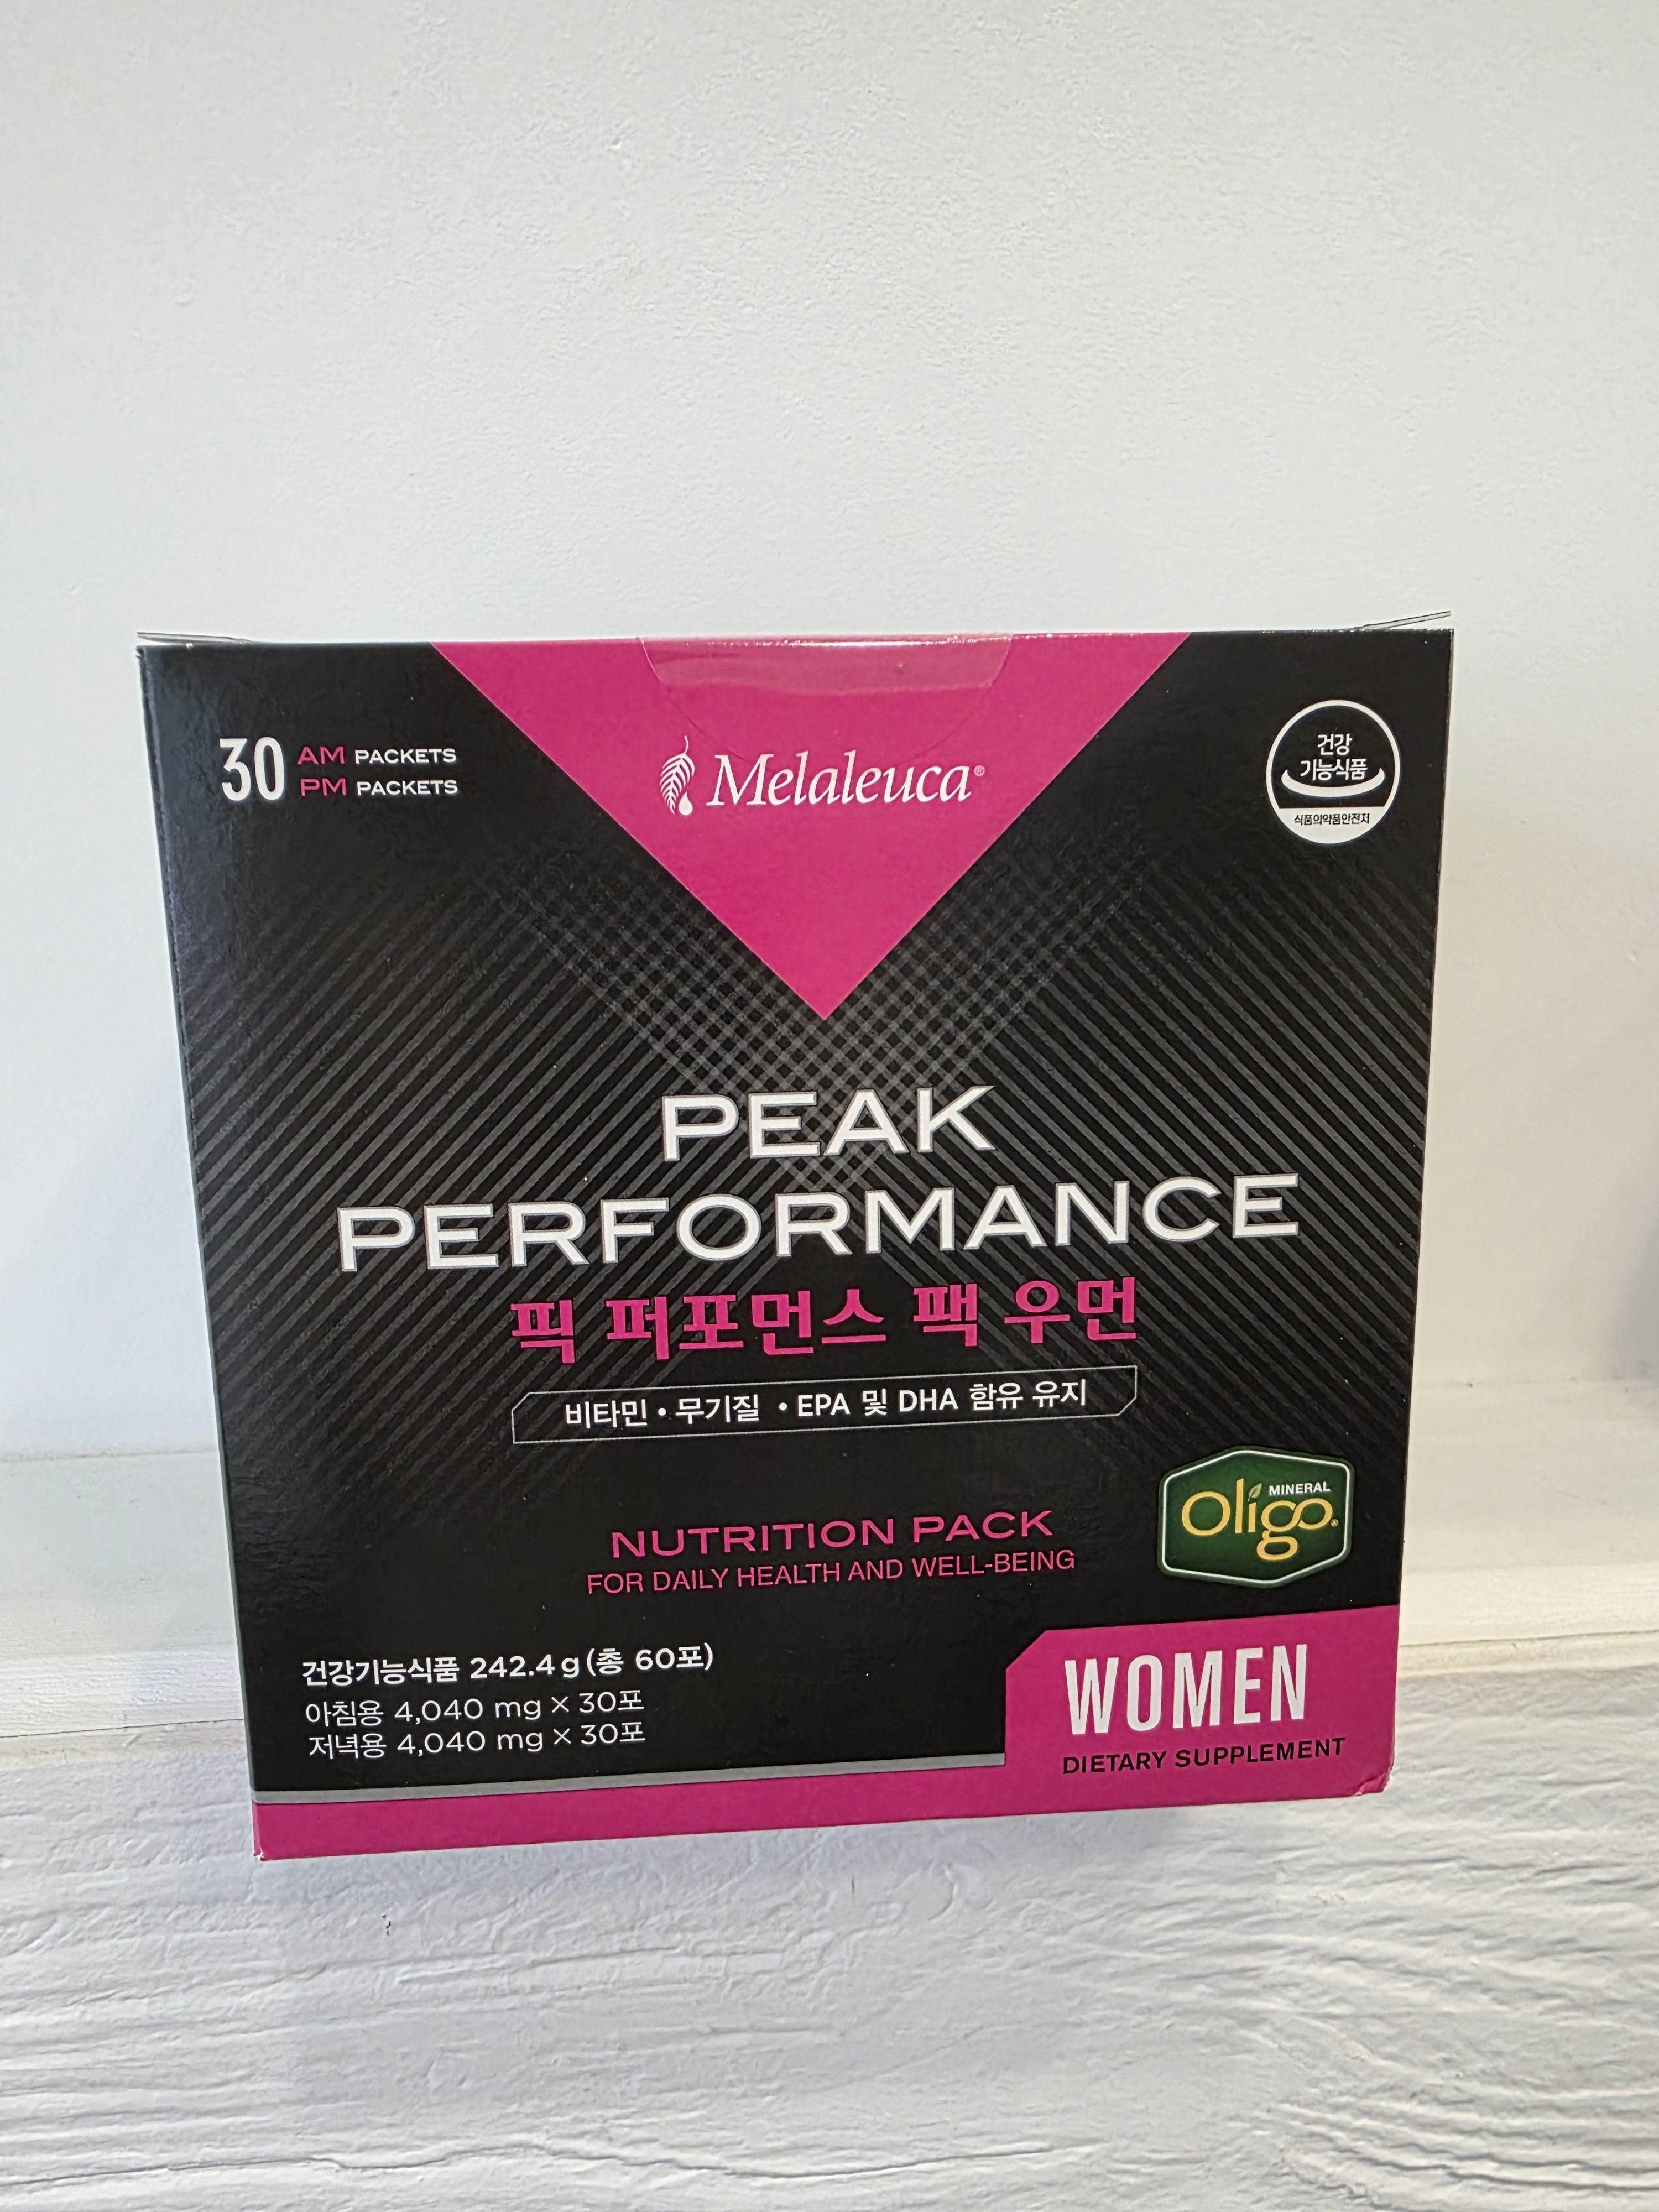 30 AM PACKETS
PM PACKETS
Melaleuca®
건강
기능식품
식품의약품안전처
PEAK
PERFORMANCE
픽 퍼포먼스 팩 우먼
비타민 • 무기질 • EPA 및 DHA 함유 유지
MINERAL
Oligo®
NUTRITION PACK
FOR DAILY HEALTH AND WELL-BEING
건강기능식품 242.4 g (총 60포)
아침용 4,040 mg × 30포
저녁용 4,040 mg × 30포
WOMEN
DIETARY SUPPLEMENT